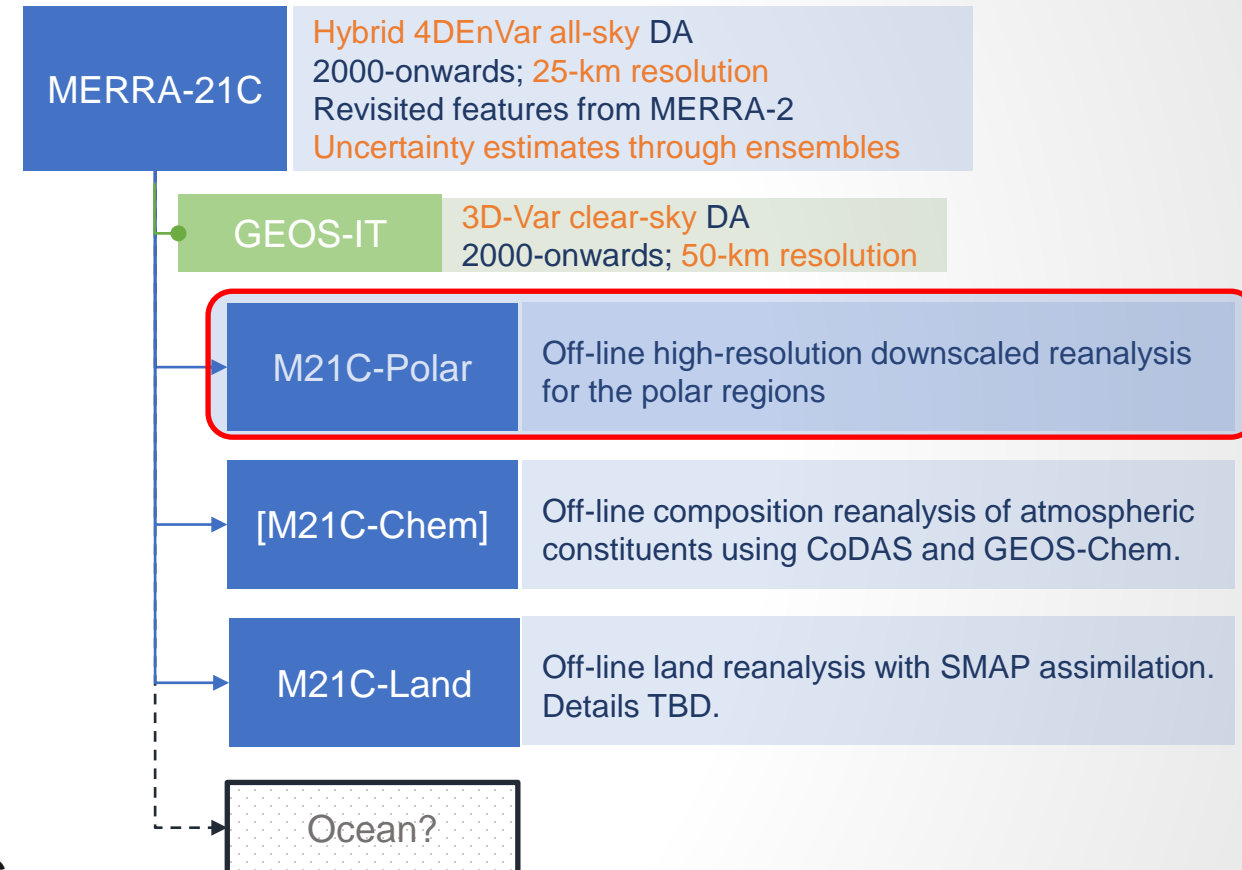 MERRA-21C
Hybrid 4DEnVar all-sky DA
2000-onwards; 25-km resolution
Revisited features from MERRA-2
Uncertainty estimates through ensembles
GEOS-IT
3D-Var clear-sky DA
2000-onwards; 50-km resolution
M21C-Polar
Off-line high-resolution downscaled reanalysis
for the polar regions
[M21C-Chem]
Off-line composition reanalysis of atmospheric
constituents using CoDAS and GEOS-Chem.
M21C-Land
Off-line land reanalysis with SMAP assimilation.
Details TBD.
Ocean?